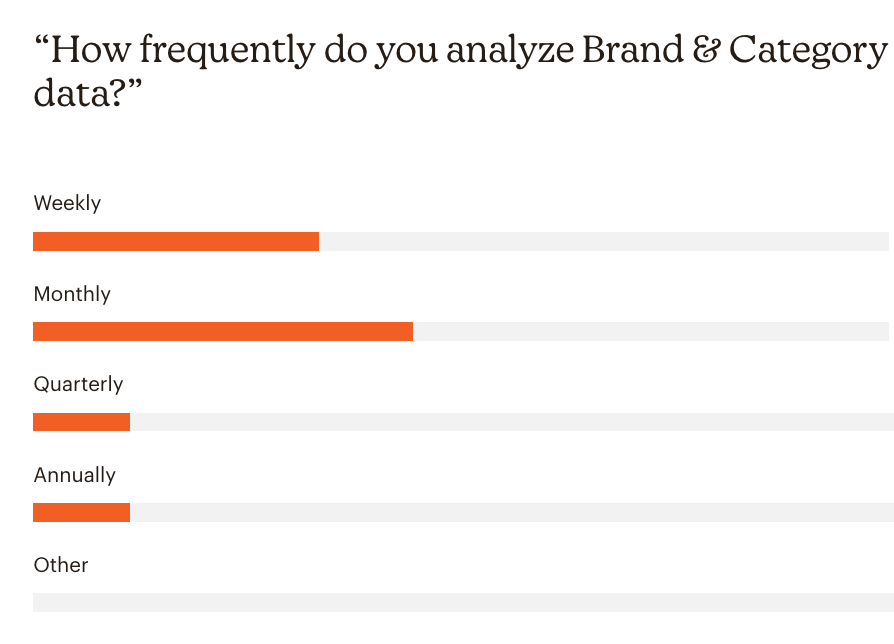 “How frequently do you analyze Brand & Category
data?”
Weekly
Monthly
Quarterly
Annually
Other